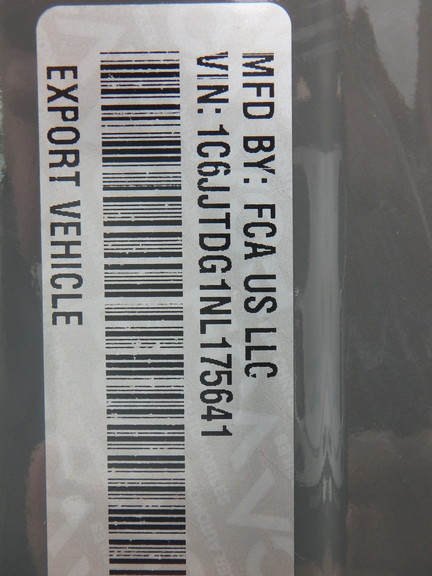 MFD BY: FCA US LLC
VIN: 1C6JJTDG1NL175641
EXPORT VEHICLE